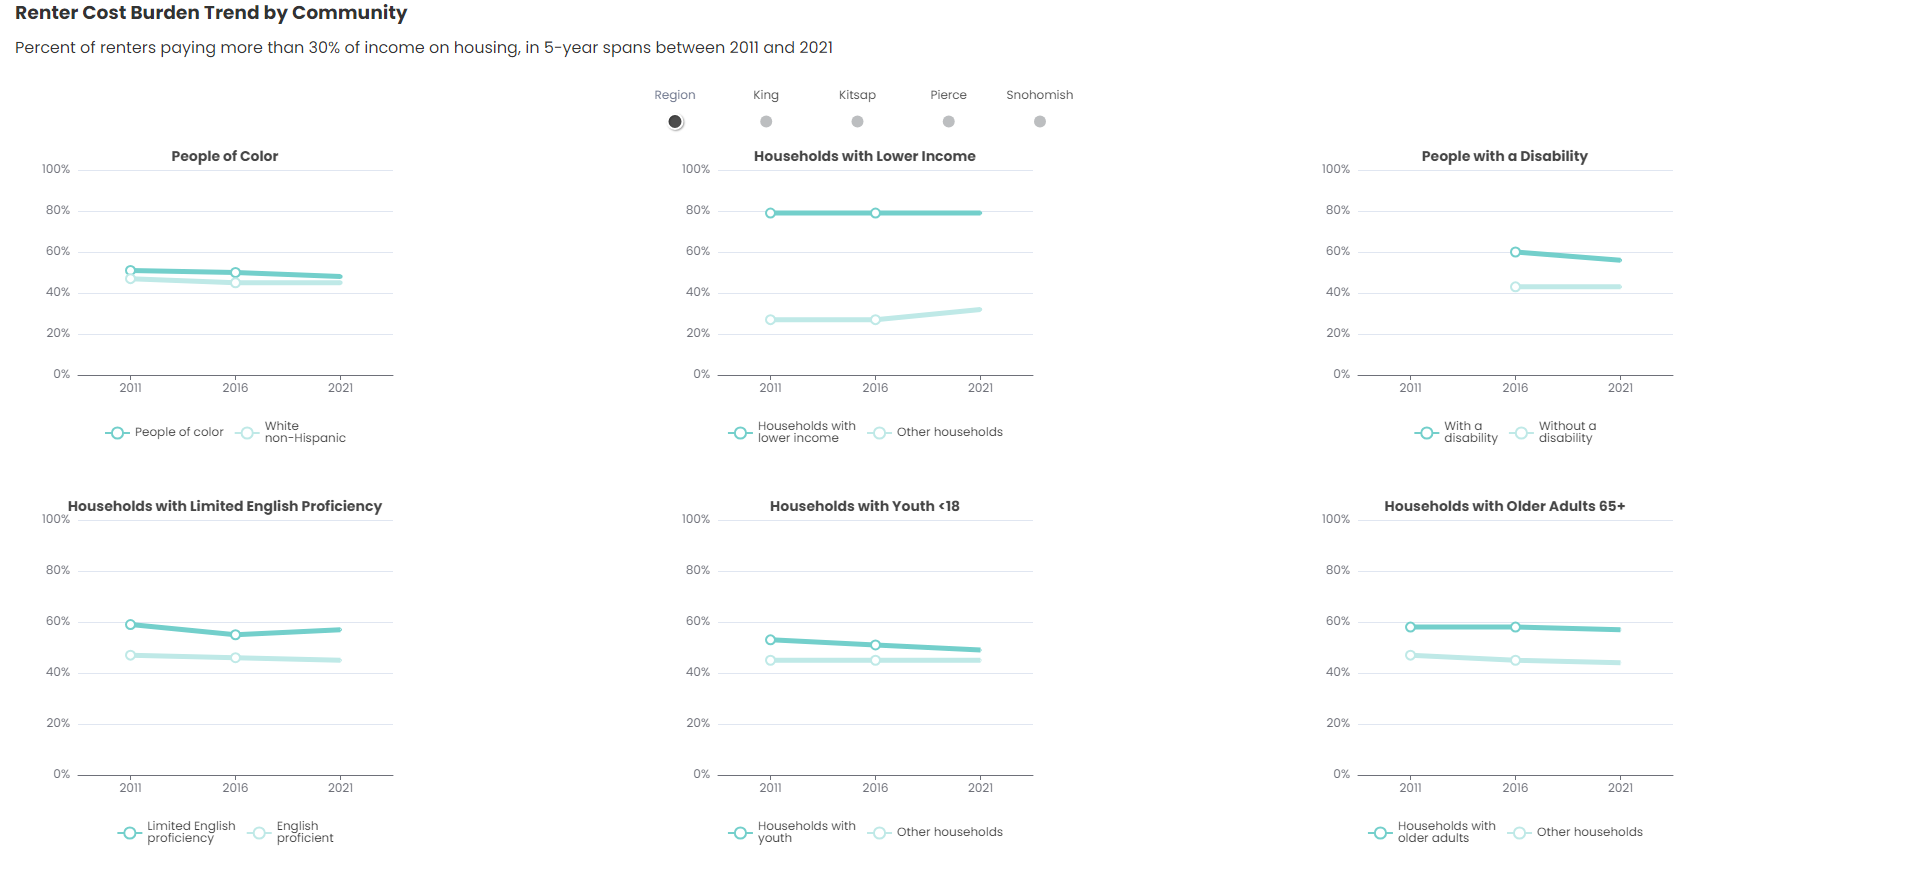 Renter Cost Burden Trend by Community
Percent of renters paying more than 30% of income on housing, in 5-year spans between 2011 and 2021
Region King Kitsap Pierce Snohomish
People of Color
100%
80%
60%
40%
20%
0%
2011 2016 2021
People of color
White
non-Hispanic
Households with Lower Income
100%
80%
60%
40%
20%
0%
2011 2016 2021
Households with
lower income
Other households
People with a Disability
100%
80%
60%
40%
20%
0%
2011 2016 2021
With a
disability
Without a
disability
Households with Limited English Proficiency
100%
80%
60%
40%
20%
0%
2011 2016 2021
Limited English
proficiency
English
proficient
Households with Youth <18
100%
80%
60%
40%
20%
0%
2011 2016 2021
Households with
youth
Other households
Households with Older Adults 65+
100%
80%
60%
40%
20%
0%
2011 2016 2021
Households with
older adults
Other households